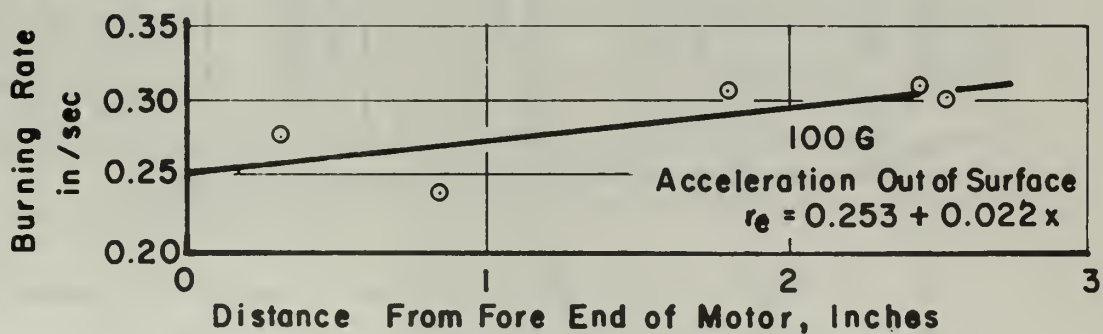 Burning Rate
in/sec
0.35
0.30
0.25
0.20
100 G
Acceleration Out of Surface
re = 0.253 + 0.022 x
0 1 2 3
Distance From Fore End of Motor, Inches